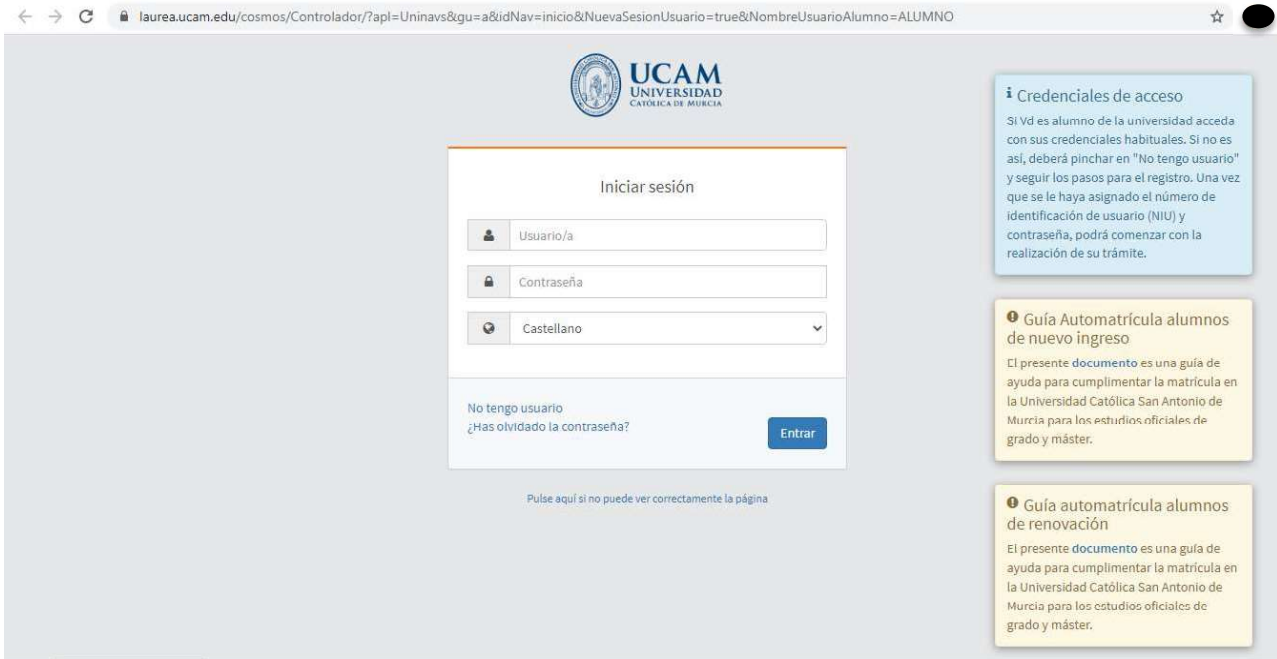 laurea.ucam.edu/cosmos/Controlador/?apl=Uninavs&gu=a&idNav=inicio&NuevaSesionUsuario=true&NombreUsuarioAlumno=ALUMNO
UCAM
UNIVERSIDAD
CATÓLICA DE MURCIA
Iniciar sesión
Usuario/a
Contraseña
Castellano
No tengo usuario
¿Has olvidado la contraseña?
Entrar
Pulse aquí si no puede ver correctamente la página
Credenciales de acceso
Si Vd es alumno de la universidad acceda
con sus credenciales habituales. Si no es
así, deberá pinchar en "No tengo usuario"
y seguir los pasos para el registro. Una vez
que se le haya asignado el número de
identificación de usuario (NIU) y
contraseña, podrá comenzar con la
realización de su trámite.
Guía Automatrícula alumnos
de nuevo ingreso
El presente documento es una guía de
ayuda para cumplimentar la matrícula en
la Universidad Católica San Antonio de
Murcia para los estudios oficiales de
grado y máster.
Guía automatrícula alumnos
de renovación
El presente documento es una guía de
ayuda para cumplimentar la matrícula en
la Universidad Católica San Antonio de
Murcia para los estudios oficiales de
grado y máster.